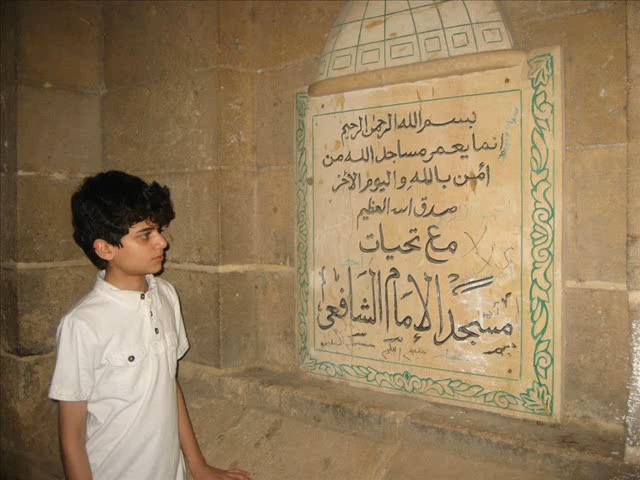 بسم الله الرحمن الرحيم
انما يعمر مساجد الله من
آمن بالله واليوم الآخر
صدق الله العظيم
مع تحيات
مسجد الإمام الشافعي